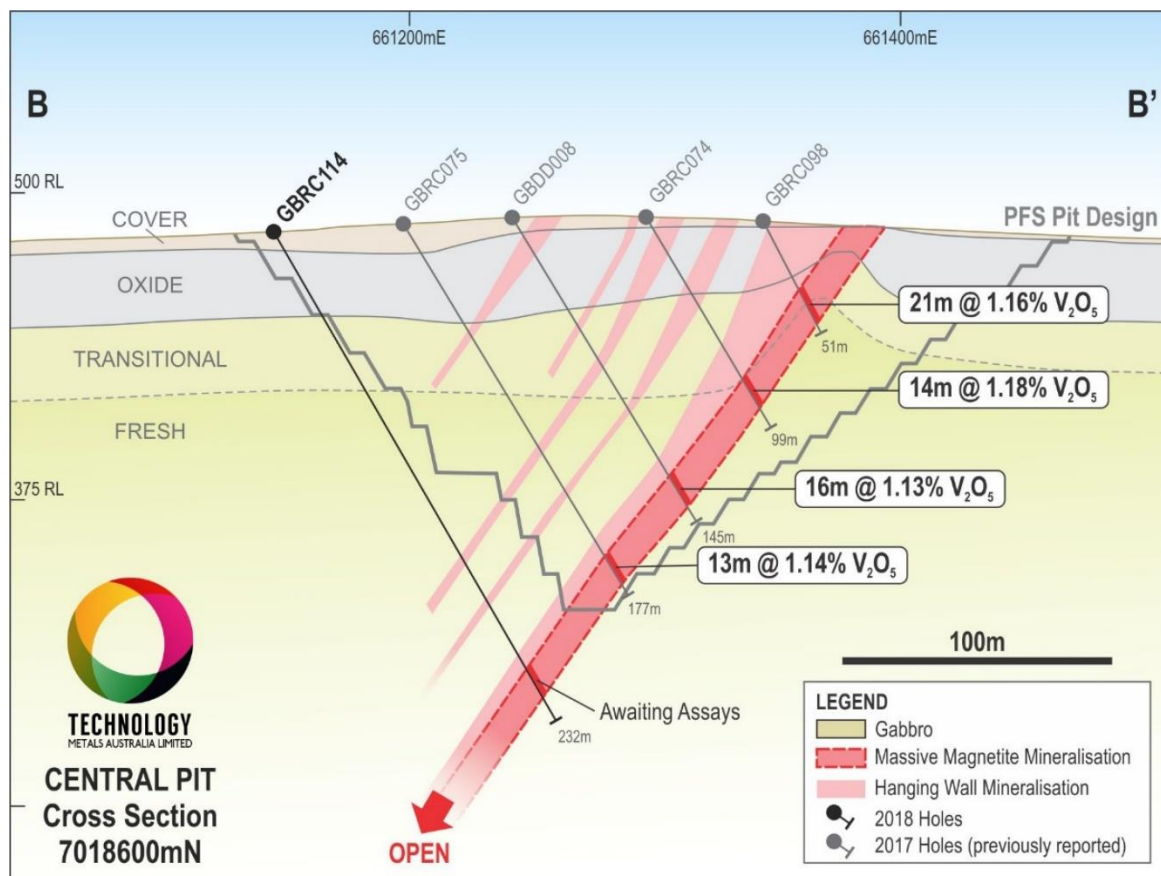 661200mE
661400mE
B
B'
GBRC114
GBRC075
GBDD008
GBRC074
GBRC098
500 RL
COVER
PFS Pit Design
OXIDE
21m @ 1.16% V₂O₅
51m
TRANSITIONAL
14m @ 1.18% V₂O₅
FRESH
99m
375 RL
16m @ 1.13% V₂O₅
145m
13m @ 1.14% V₂O₅
177m
100m
Awaiting Assays
232m
TECHNOLOGY
METALS AUSTRALIA LIMITED
CENTRAL PIT
Cross Section
7018600mN
OPEN
LEGEND
Gabbro
Massive Magnetite Mineralisation
Hanging Wall Mineralisation
2018 Holes
2017 Holes (previously reported)